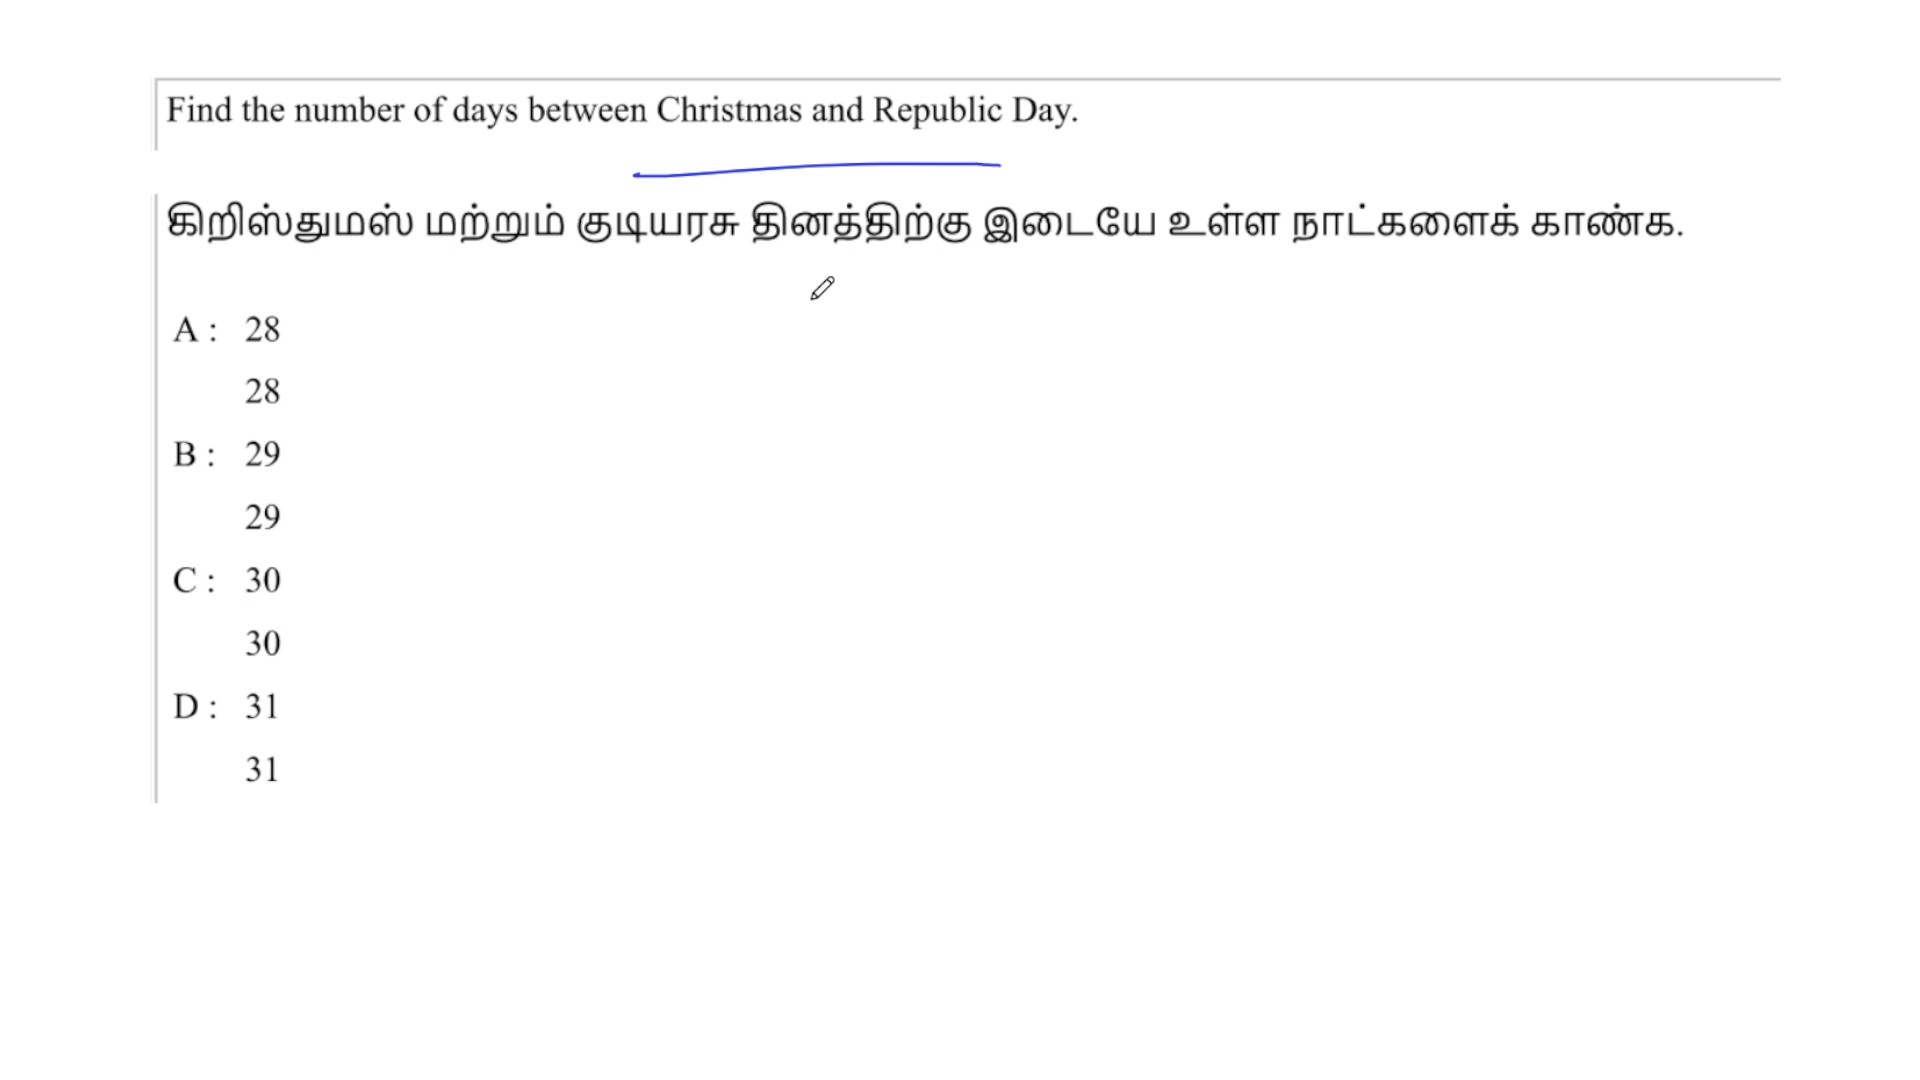 Find the number of days between Christmas and Republic Day.
கிறிஸ்துமஸ் மற்றும் குடியரசு தினத்திற்கு இடையே உள்ள நாட்களைக் காண்க.
A : 28
28
B : 29
29
C : 30
30
D : 31
31